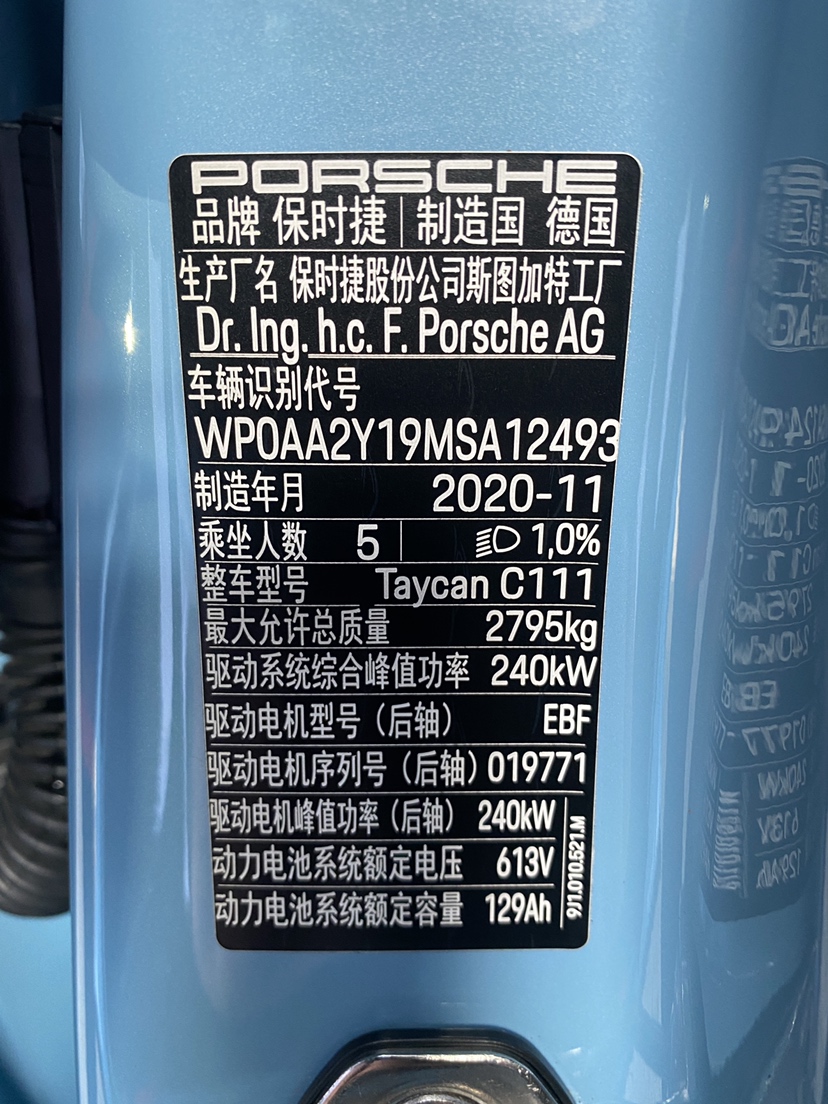 PORSCHE
品牌 保时捷 制造国 德国
生产厂名 保时捷股份公司斯图加特工厂
Dr. Ing. h.c. F. Porsche AG
车辆识别代号
WP0AA2Y19MSA12493
制造年月 2020-11
乘坐人数 5 1,0%
整车型号 Taycan C111
最大允许总质量 2795kg
驱动系统综合峰值功率 240kW
驱动电机型号（后轴） EBF
驱动电机序列号（后轴） 019771
驱动电机峰值功率（后轴） 240kW
动力电池系统额定电压 613V
动力电池系统额定容量 129Ah
9J1.010.521.M